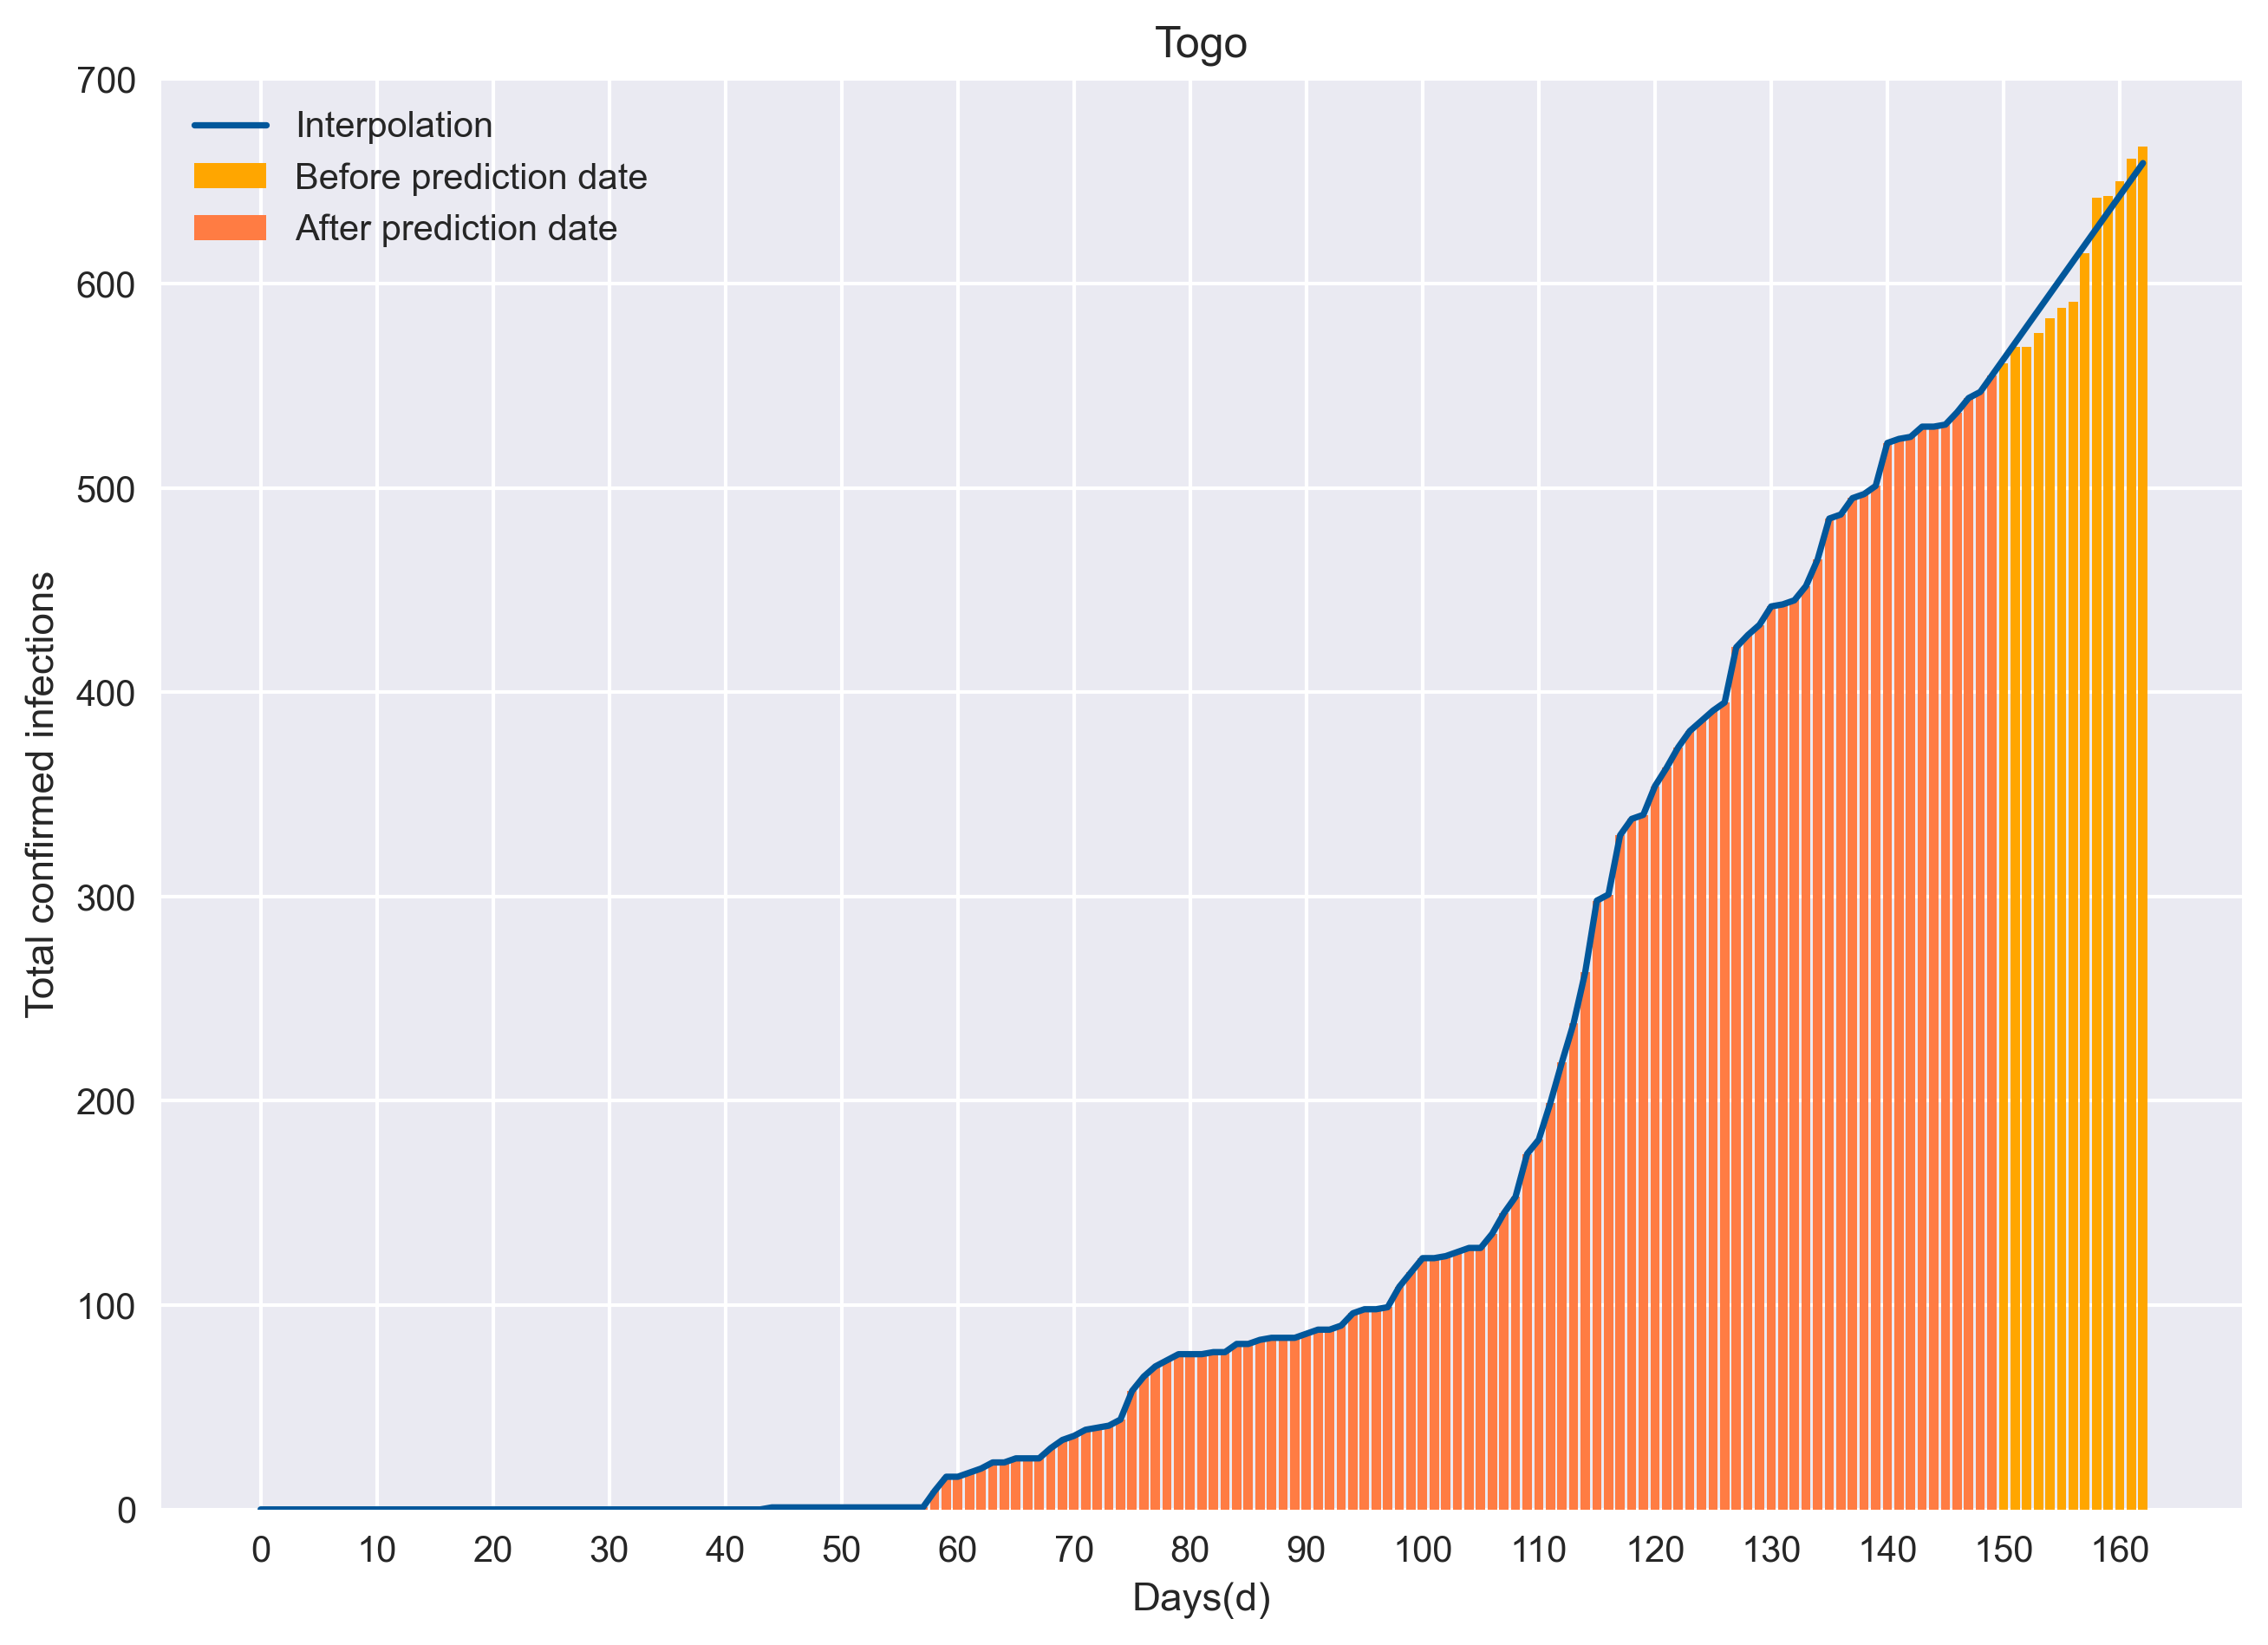 Togo
700
600
500
400
300
200
100
0
Total confirmed infections
Interpolation
Before prediction date
After prediction date
0 10 20 30 40 50 60 70 80 90 100 110 120 130 140 150 160
Days(d)